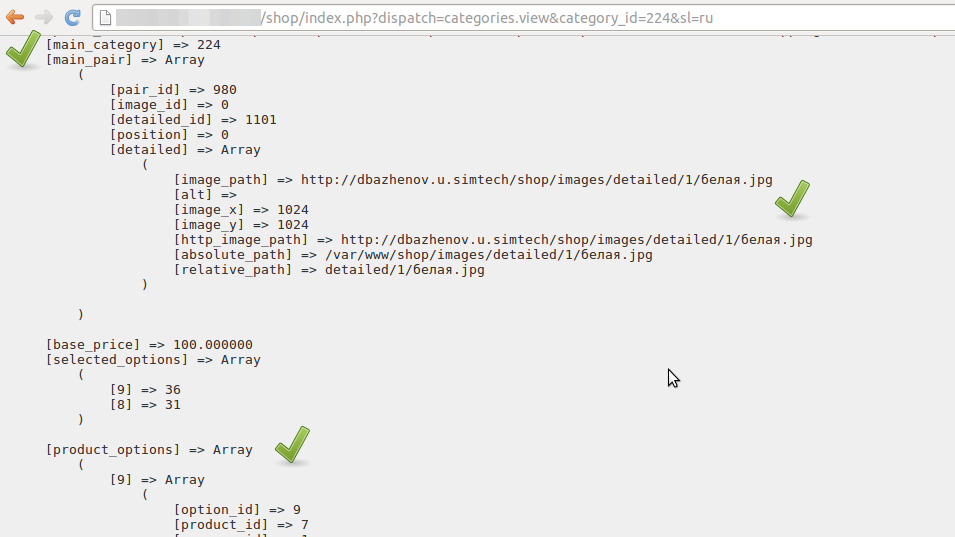 /shop/index.php?dispatch=categories.view&category_id=224&sl=ru
[main_category] => 224
[main_pair] => Array
(
[pair_id] => 980
[image_id] => 0
[detailed_id] => 1101
[position] => 0
[detailed] => Array
(
[image_path] => http://dbazhenov.u.simtech/shop/images/detailed/1/белая.jpg
[alt] =>
[image_x] => 1024
[image_y] => 1024
[http_image_path] => http://dbazhenov.u.simtech/shop/images/detailed/1/белая.jpg
[absolute_path] => /var/www/shop/images/detailed/1/белая.jpg
[relative_path] => detailed/1/белая.jpg
)
)
[base_price] => 100.000000
[selected_options] => Array
(
[9] => 36
[8] => 31
)
[product_options] => Array
(
[9] => Array
(
[option_id] => 9
[product_id] => 7